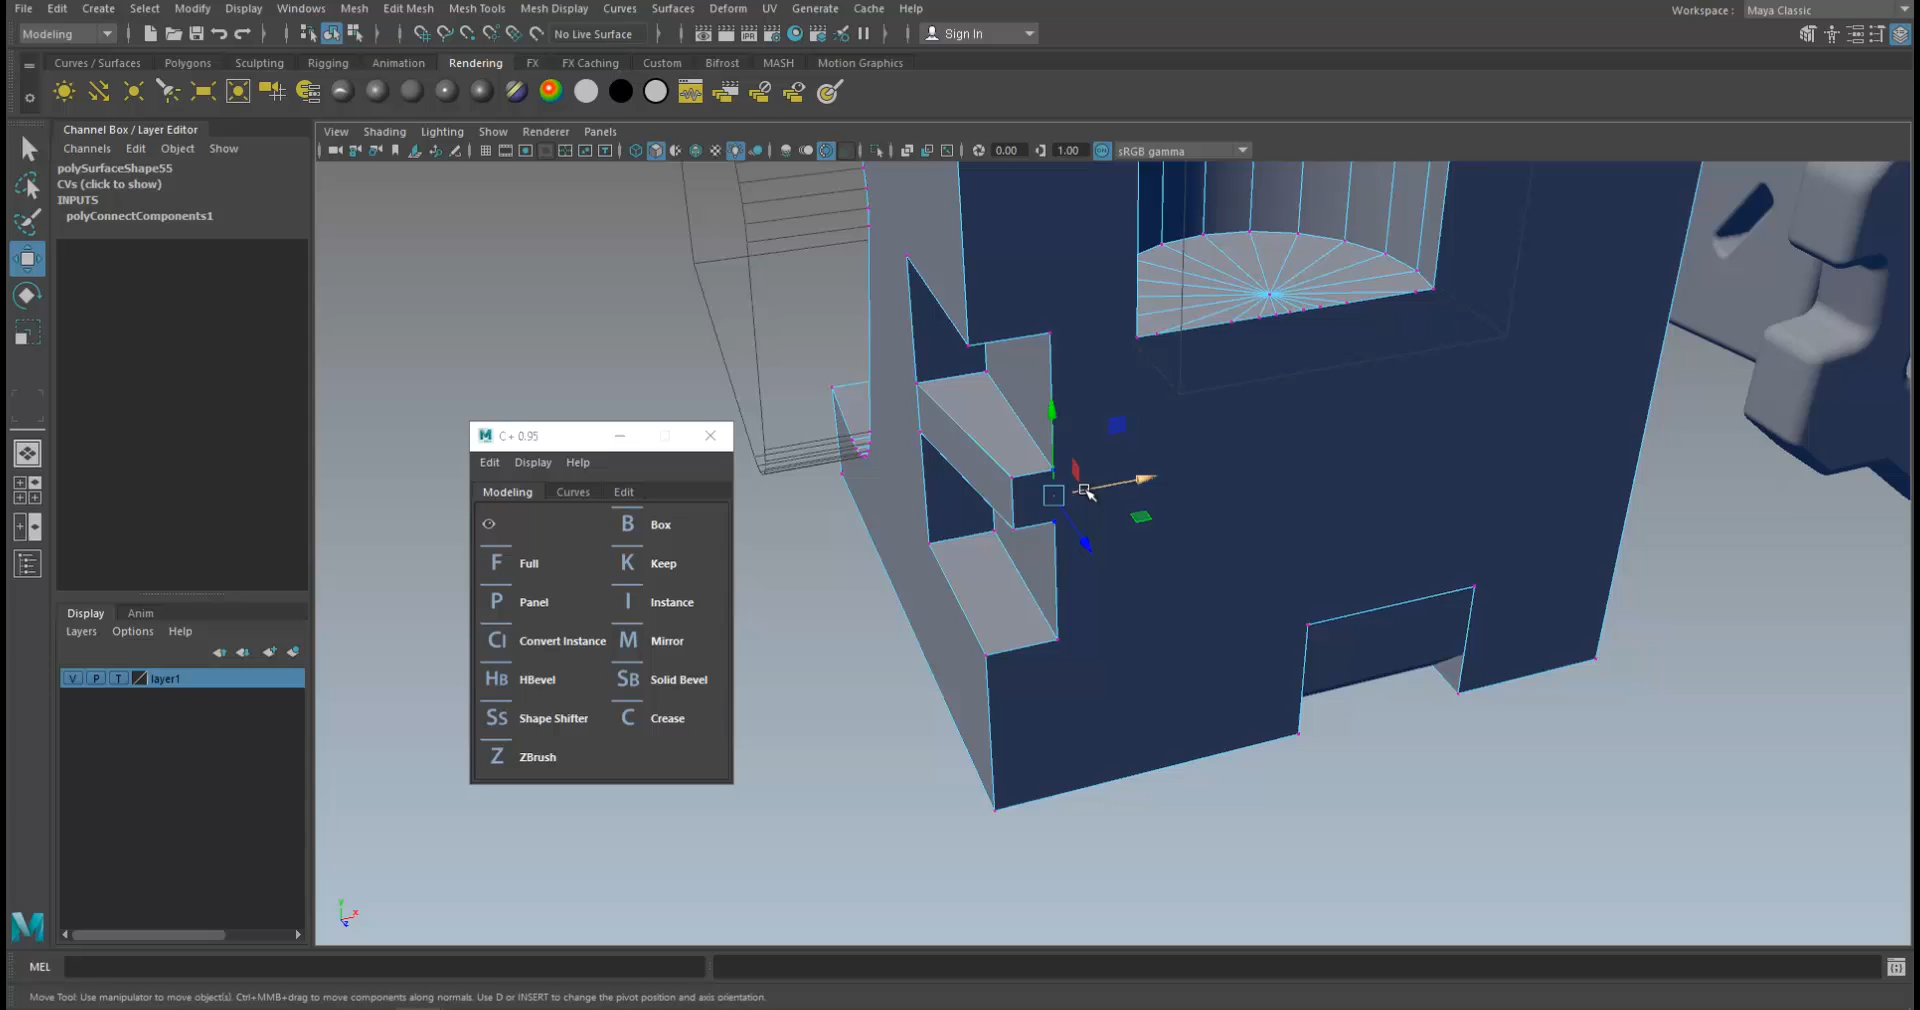 File Edit Create Select Modify Display Windows Mesh Edit Mesh Mesh Tools Mesh Display Curves Surfaces Deform UV Generate Cache Help Workspace : Maya Classic
Modeling No Live Surface Sign In
Curves / Surfaces Polygons Sculpting Rigging Animation Rendering FX FX Caching Custom Bifrost MASH Motion Graphics
IPR
Channel Box / Layer Editor View Shading Lighting Show Renderer Panels
Channels Edit Object Show 0.00 1.00 sRGB gamma
polySurfaceShape55
CVs (click to show)
INPUTS
polyConnectComponents1
C + 0.95
Edit Display Help
Modeling Curves Edit
B Box
F Full K Keep
P Panel I Instance
CI Convert Instance M Mirror
HB HBevel SB Solid Bevel
Ss Shape Shifter C Crease
Z ZBrush
Display Anim
Layers Options Help
V P T layer1
MEL
Move Tool: Use manipulator to move object(s). Ctrl+MMB+drag to move components along normals. Use D or INSERT to change the pivot position and axis orientation.